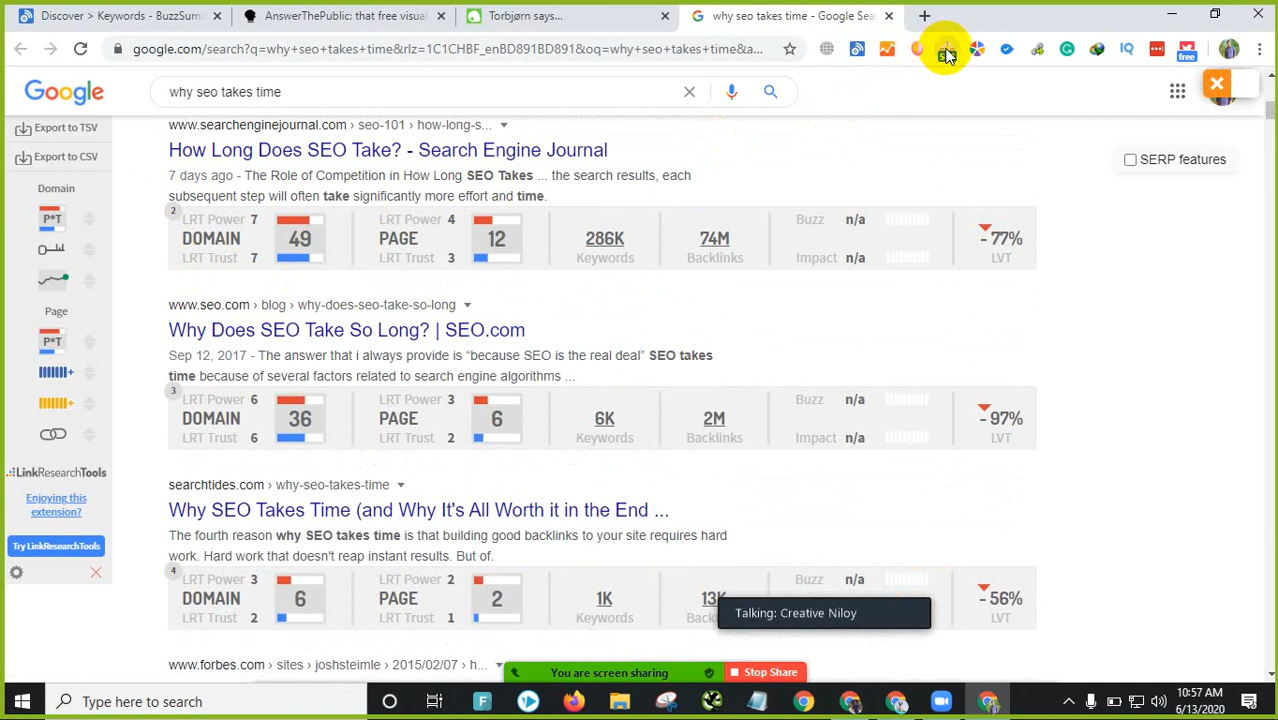 Discover > Keywords - BuzzSumo
AnswerThePublic: that free visual
Torbjørn says...
why seo takes time - Google Sea
google.com/search?q=why+seo+takes+time&rlz=1C1CHBF_enBD891BD891&oq=why+seo+takes+time&a...
IQ
free
Google
why seo takes time
Export to TSV
Export to CSV
Domain
P*T
Page
P*T
LinkResearchTools
Enjoying this
extension?
Try LinkResearchTools
SERP features
www.searchenginejournal.com › seo-101 › how-long-s...
How Long Does SEO Take? - Search Engine Journal
7 days ago - The Role of Competition in How Long SEO Takes ... the search results, each
subsequent step will often take significantly more effort and time.
2
LRT Power 7
DOMAIN 49
LRT Trust 7
LRT Power 4
PAGE 12
LRT Trust 3
286K
Keywords
74M
Backlinks
Buzz n/a
Impact n/a
- 77%
LVT
www.seo.com › blog › why-does-seo-take-so-long
Why Does SEO Take So Long? | SEO.com
Sep 12, 2017 - The answer that i always provide is “because SEO is the real deal” SEO takes
time because of several factors related to search engine algorithms ...
3
LRT Power 6
DOMAIN 36
LRT Trust 6
LRT Power 3
PAGE 6
LRT Trust 2
6K
Keywords
2M
Backlinks
Buzz n/a
Impact n/a
- 97%
LVT
searchtides.com › why-seo-takes-time
Why SEO Takes Time (and Why It's All Worth it in the End ...
The fourth reason why SEO takes time is that building good backlinks to your site requires hard
work. Hard work that doesn't reap instant results. But of.
4
LRT Power 3
DOMAIN 6
LRT Trust 2
LRT Power 2
PAGE 2
LRT Trust 1
1K
Keywords
13K
Buzz n/a
- 56%
LVT
Talking: Creative Niloy
www.forbes.com › sites › joshsteimle › 2015/02/07 › h...
You are screen sharing
Stop Share
Type here to search
F
10:57 AM
6/13/2020